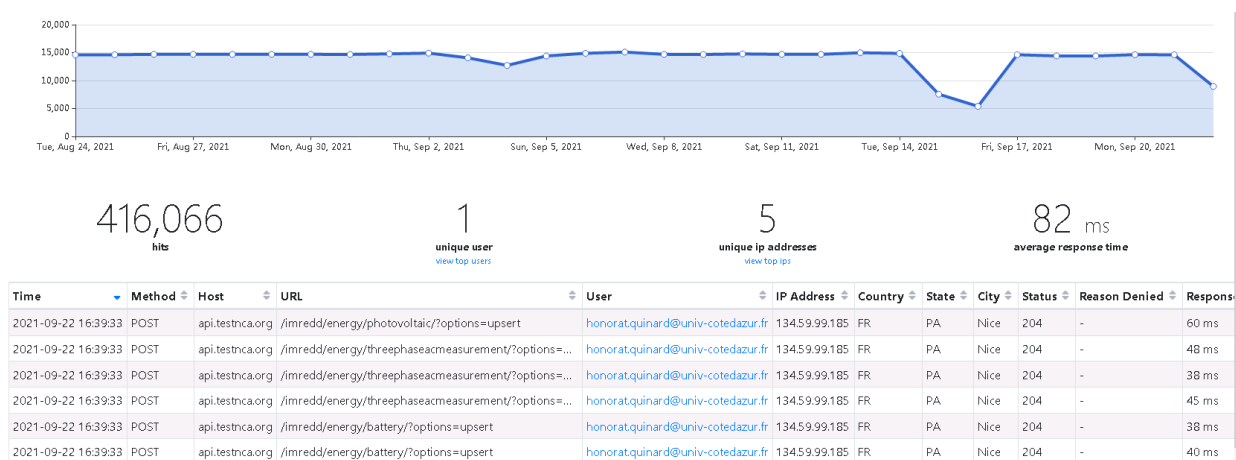 20,000
15,000
10,000
5,000
0
Tue, Aug 24, 2021 Fri, Aug 27, 2021 Mon, Aug 30, 2021 Thu, Sep 2, 2021 Sun, Sep 5, 2021 Wed, Sep 8, 2021 Sat, Sep 11, 2021 Tue, Sep 14, 2021 Fri, Sep 17, 2021 Mon, Sep 20, 2021
416,066 1 5 82 ms
hits unique user unique ip addresses average response time
view top users view top ips
Time Method Host URL User IP Address Country State City Status Reason Denied Response
2021-09-22 16:39:33 POST api.testnca.org /imredd/energy/photovoltaic/?options=upsert honorat.quinard@univ-cotedazur.fr 134.59.99.185 FR PA Nice 204 - 60 ms
2021-09-22 16:39:33 POST api.testnca.org /imredd/energy/threephaseacmeasurement/?options=... honorat.quinard@univ-cotedazur.fr 134.59.99.185 FR PA Nice 204 - 48 ms
2021-09-22 16:39:33 POST api.testnca.org /imredd/energy/threephaseacmeasurement/?options=... honorat.quinard@univ-cotedazur.fr 134.59.99.185 FR PA Nice 204 - 38 ms
2021-09-22 16:39:33 POST api.testnca.org /imredd/energy/threephaseacmeasurement/?options=... honorat.quinard@univ-cotedazur.fr 134.59.99.185 FR PA Nice 204 - 45 ms
2021-09-22 16:39:33 POST api.testnca.org /imredd/energy/battery/?options=upsert honorat.quinard@univ-cotedazur.fr 134.59.99.185 FR PA Nice 204 - 38 ms
2021-09-22 16:39:33 POST api.testnca.org /imredd/energy/battery/?options=upsert honorat.quinard@univ-cotedazur.fr 134.59.99.185 FR PA Nice 204 - 40 ms